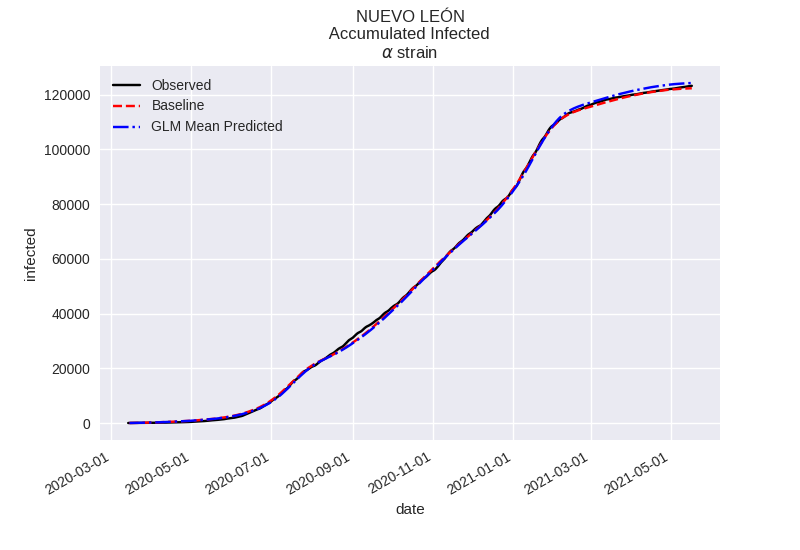 NUEVO LEÓN
Accumulated Infected
α strain
Observed
Baseline
GLM Mean Predicted
120000
100000
80000
60000
40000
20000
0
infected
2020-03-01
2020-05-01
2020-07-01
2020-09-01
2020-11-01
2021-01-01
2021-03-01
2021-05-01
date